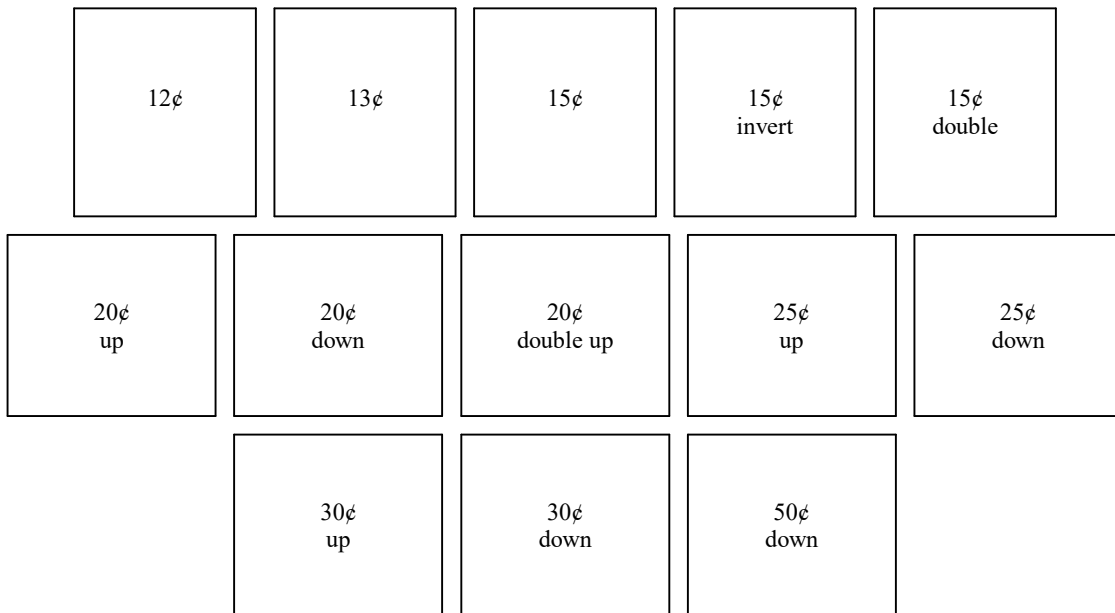 12¢
13¢
15¢
15¢
invert
15¢
double
20¢
up
20¢
down
20¢
double up
25¢
up
25¢
down
30¢
up
30¢
down
50¢
down